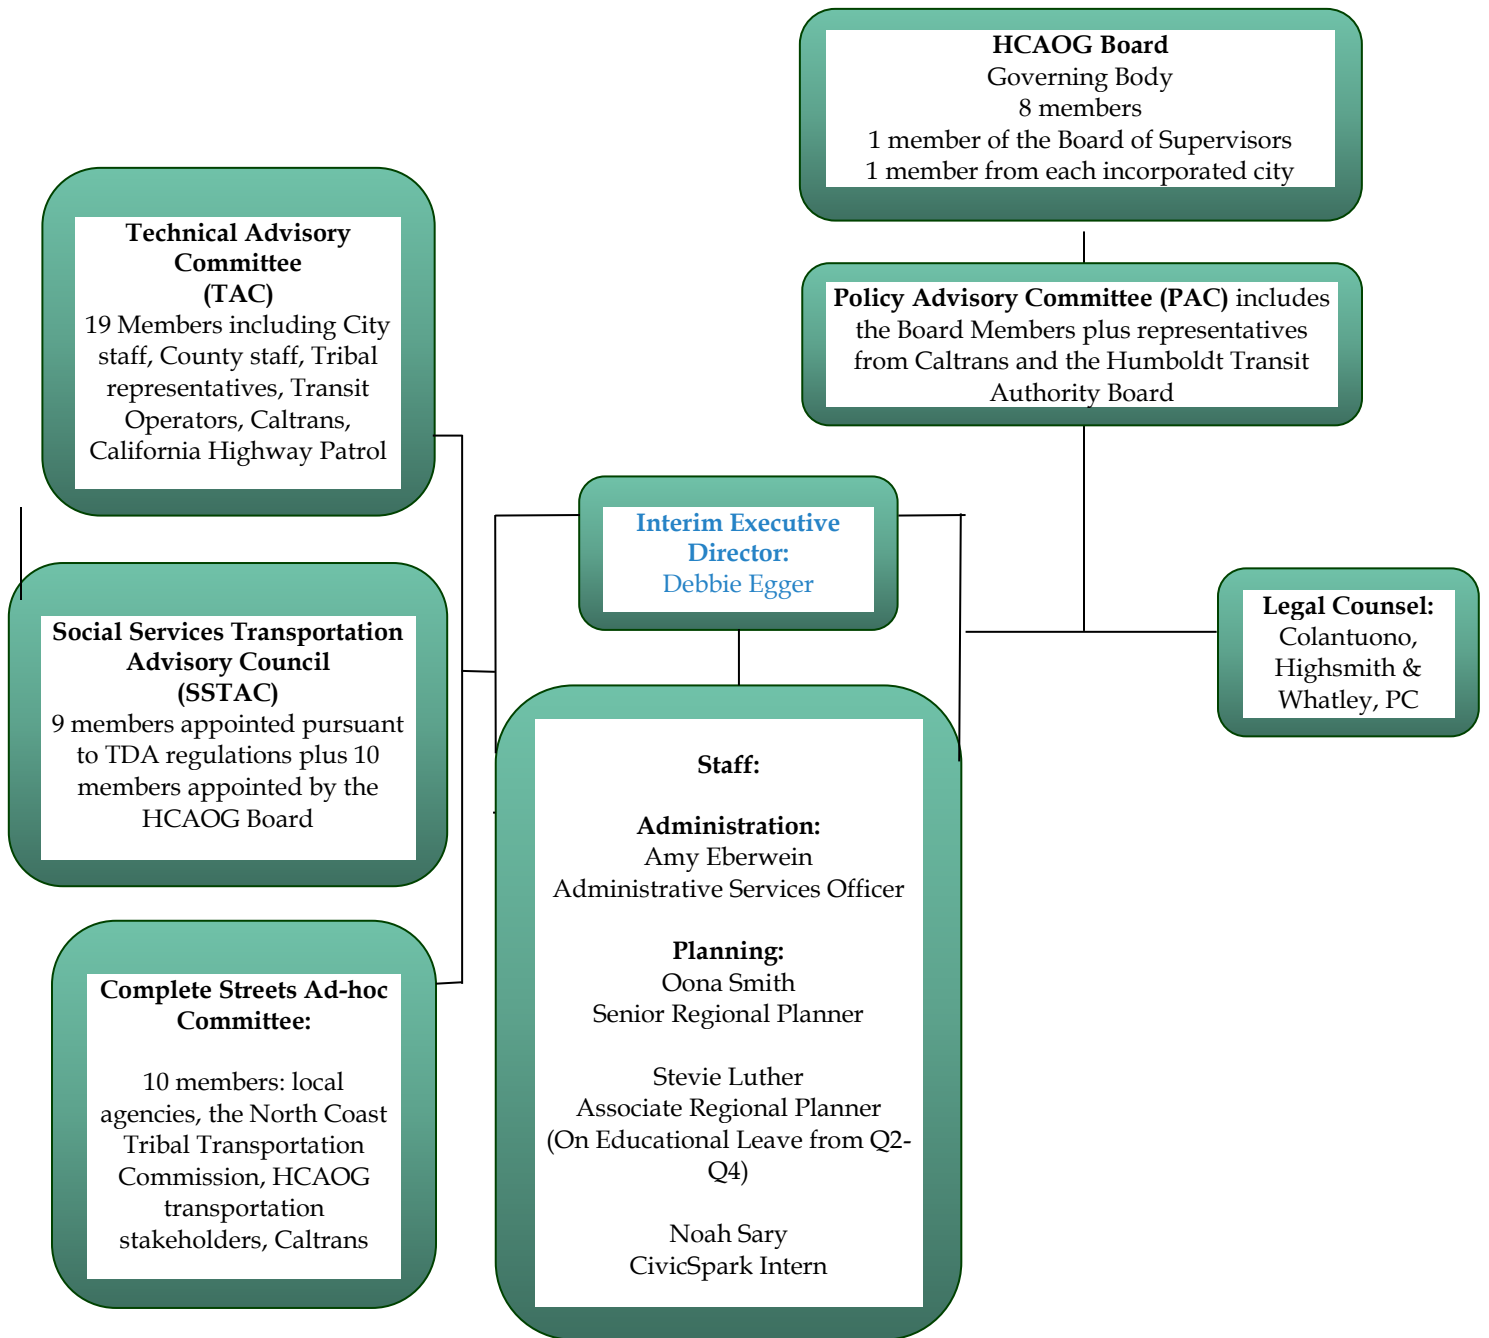 HCAOG Board
Governing Body
8 members
1 member of the Board of Supervisors
1 member from each incorporated city
Technical Advisory
Committee
(TAC)
19 Members including City
staff, County staff, Tribal
representatives, Transit
Operators, Caltrans,
California Highway Patrol
Policy Advisory Committee (PAC) includes
the Board Members plus representatives
from Caltrans and the Humboldt Transit
Authority Board
Interim Executive
Director:
Debbie Egger
Legal Counsel:
Colantuono,
Highsmith &
Whatley, PC
Social Services Transportation
Advisory Council
(SSTAC)
9 members appointed pursuant
to TDA regulations plus 10
members appointed by the
HCAOG Board
Staff:
Administration:
Amy Eberwein
Administrative Services Officer
Planning:
Oona Smith
Senior Regional Planner
Stevie Luther
Associate Regional Planner
(On Educational Leave from Q2-
Q4)
Noah Sary
CivicSpark Intern
Complete Streets Ad-hoc
Committee:
10 members: local
agencies, the North Coast
Tribal Transportation
Commission, HCAOG
transportation
stakeholders, Caltrans